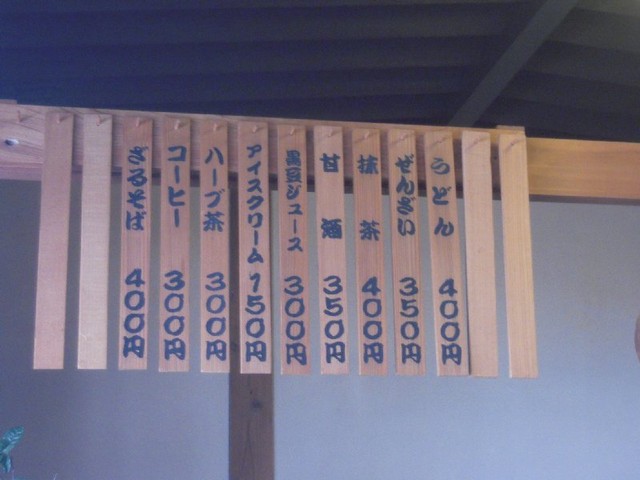 うどん 400円
ぜんざい 350円
抹茶 400円
甘酒 350円
黒豆ジュース 300円
アイスクリーム 150円
ハーブ茶 300円
コーヒー 300円
ざるそば 400円